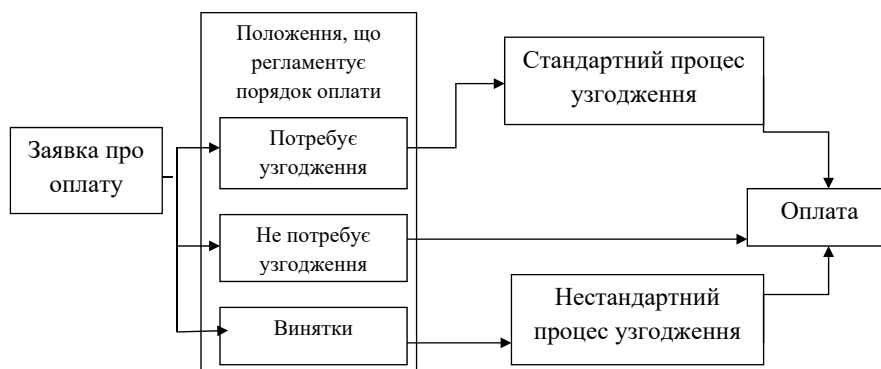 Заявка про
оплату
Положення, що
регламентує
порядок оплати
Потребує
узгодження
Не потребує
узгодження
Винятки
Стандартний процес
узгодження
Нестандартний
процес узгодження
Оплата